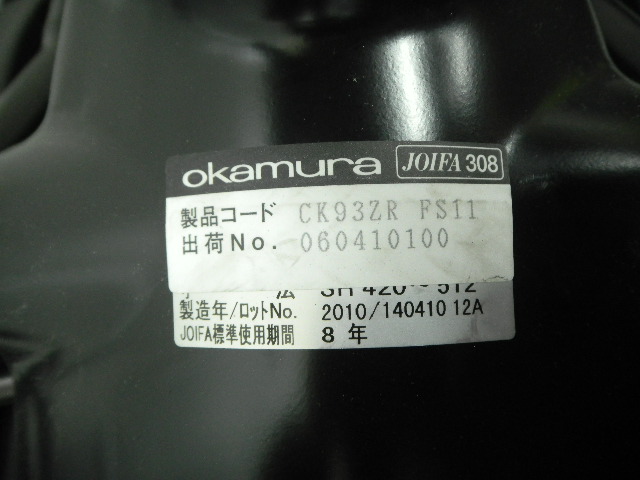 okamura JOIFA 308
製品コード CK93ZR FS11
出荷No. 060410100
法 SH 420～512
製造年/ロットNo. 2010/140410 12A
JOIFA標準使用期間 8 年